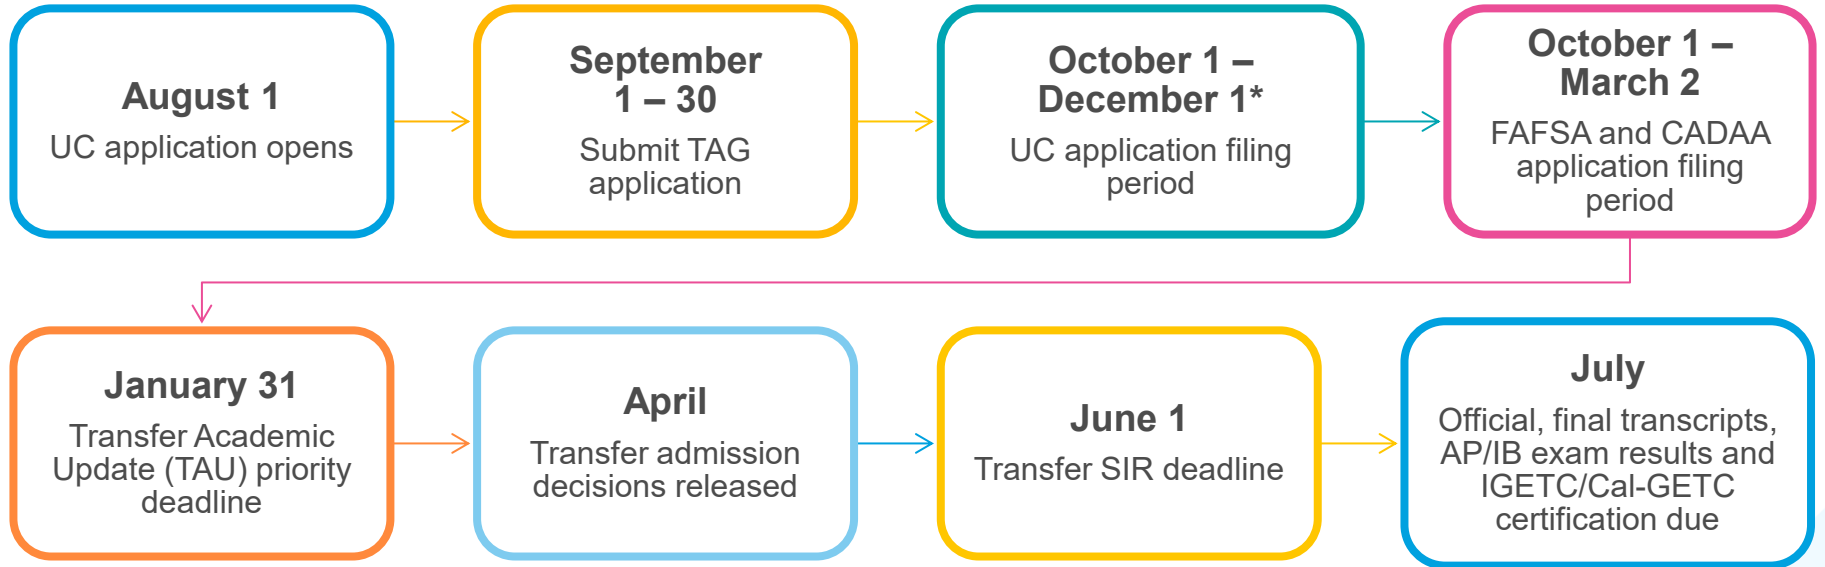 August 1
UC application opens
September
1 – 30
Submit TAG
application
October 1 –
December 1*
UC application filing
period
October 1 –
March 2
FAFSA and CADAA
application filing
period
January 31
Transfer Academic
Update (TAU) priority
deadline
April
Transfer admission
decisions released
June 1
Transfer SIR deadline
July
Official, final transcripts,
AP/IB exam results and
IGETC/Cal-GETC
certification due